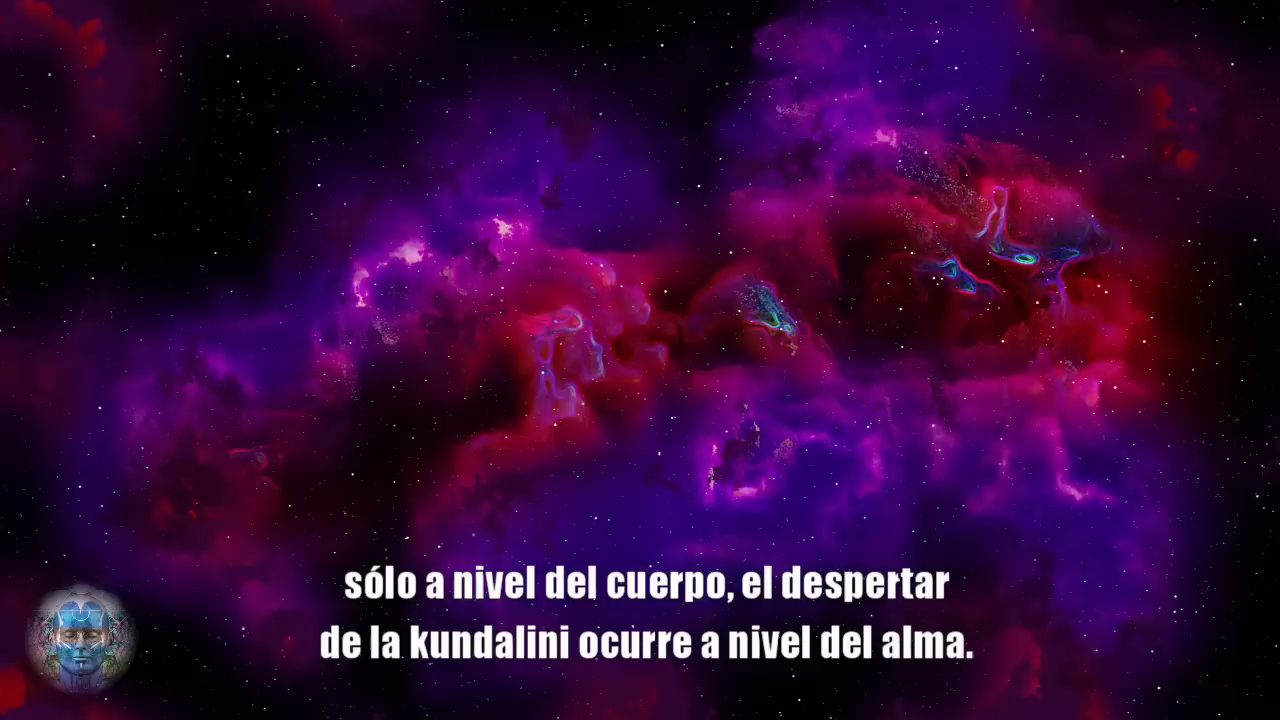 sólo a nivel del cuerpo, el despertar
de la kundalini ocurre a nivel del alma.